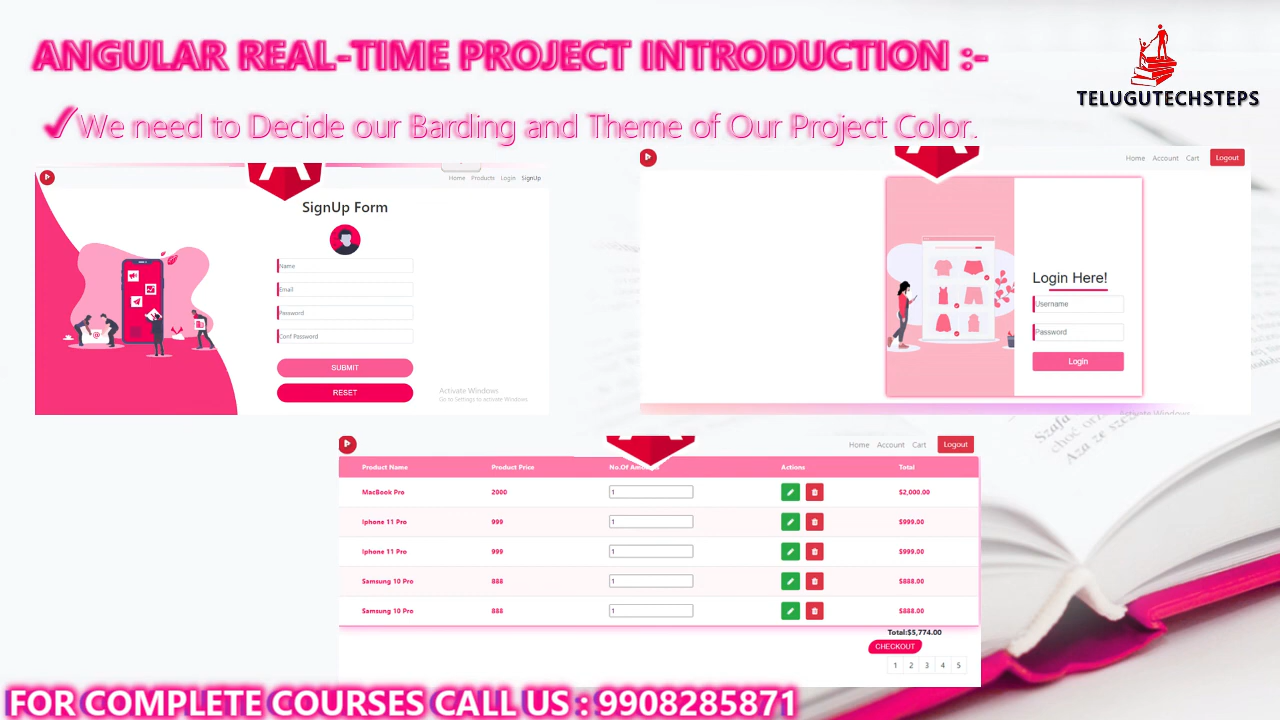 ANGULAR REAL-TIME PROJECT INTRODUCTION :-
TELUGUTECHSTEPS
✓We need to Decide our Barding and Theme of Our Project Color.
Home Products Login SignUp
SignUp Form
Name
Email
Password
Conf Password
SUBMIT
RESET
Activate Windows
Go to Settings to activate Windows.
Home Account Cart Logout
Login Here!
Username
Password
Login
Activate Windows
Szafa
Home Account Cart Logout
Product Name Product Price No.Of Actions Total
MacBook Pro 2000 1 $2,000.00
Iphone 11 Pro 999 1 $999.00
Iphone 11 Pro 999 1 $999.00
Samsung 10 Pro 888 1 $888.00
Samsung 10 Pro 888 1 $888.00
Total:$5,774.00
CHECKOUT
1 2 3 4 5
FOR COMPLETE COURSES CALL US : 9908285871